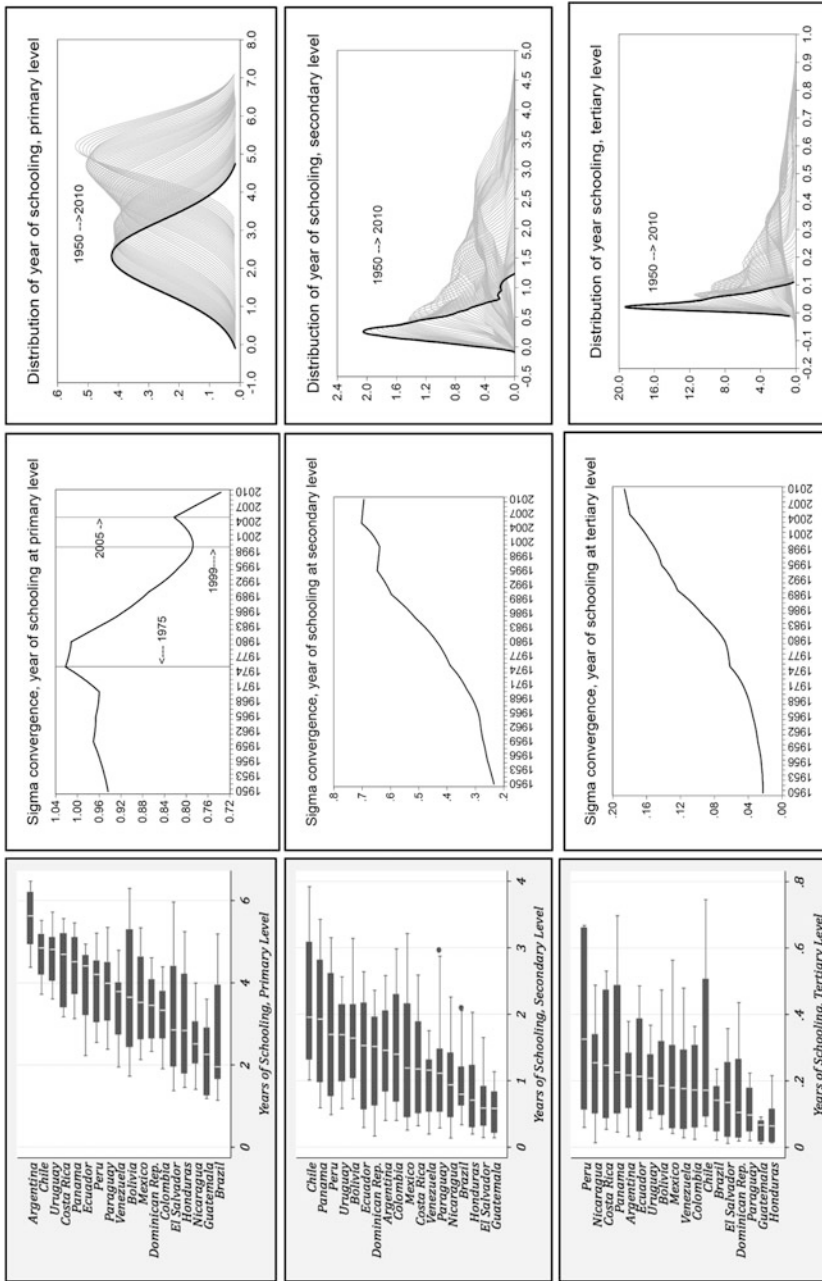 Argentina
Chile
Uruguay
Costa Rica
Panama
Ecuador
Peru
Paraguay
Venezuela
Bolivia
Mexico
Dominican Rep.
Colombia
El Salvador
Honduras
Nicaragua
Guatemala
Brazil
0 2 4 6
Years of Schooling, Primary Level
Sigma convergence, year of schooling at primary level
1.04
1.00
0.96
0.92
0.88
0.84
0.80
0.76
0.72
2005 ->
<---- 1975
1999---->
1950 1953 1956 1959 1962 1965 1968 1971 1974 1977 1980 1983 1986 1989 1992 1995 1998 2001 2004 2007 2010
Distribution of year of schooling, primary level
.6
.5
.4
.3
.2
.1
.0
1950 -->2010
-1.0 0.0 1.0 2.0 3.0 4.0 5.0 6.0 7.0 8.0
Chile
Panama
Peru
Uruguay
Bolivia
Ecuador
Dominican Rep.
Argentina
Colombia
Mexico
Costa Rica
Venezuela
Paraguay
Nicaragua
Brazil
Honduras
El Salvador
Guatemala
0 1 2 3 4
Years of Schooling, Secondary Level
Sigma convergence, year of schooling at secondary level
.8
.7
.6
.5
.4
.3
.2
1950 1953 1956 1959 1962 1965 1968 1971 1974 1977 1980 1983 1986 1989 1992 1995 1998 2001 2004 2007 2010
Distribuction of year of schooling, secondary level
2.4
2.0
1.6
1.2
0.8
0.4
0.0
1950 --> 2010
-0.5 0.0 0.5 1.0 1.5 2.0 2.5 3.0 3.5 4.0 4.5 5.0
Peru
Nicaragua
Costa Rica
Panama
Argentina
Ecuador
Uruguay
Bolivia
Mexico
Venezuela
Colombia
Chile
Brazil
El Salvador
Dominican Rep.
Paraguay
Guatemala
Honduras
0 .2 .4 .6 .8
Years of Schooling, Tertiary Level
Sigma convergence, year of schooling at tertiary level
.20
.16
.12
.08
.04
.00
1950 1953 1956 1959 1962 1965 1968 1971 1974 1977 1980 1983 1986 1989 1992 1995 1998 2001 2004 2007 2010
Distribution of year schooling, tertiary level
20.0
16.0
12.0
8.0
4.0
0.0
1950 --> 2010
-0.2 -0.1 0.0 0.1 0.2 0.3 0.4 0.5 0.6 0.7 0.8 0.9 1.0